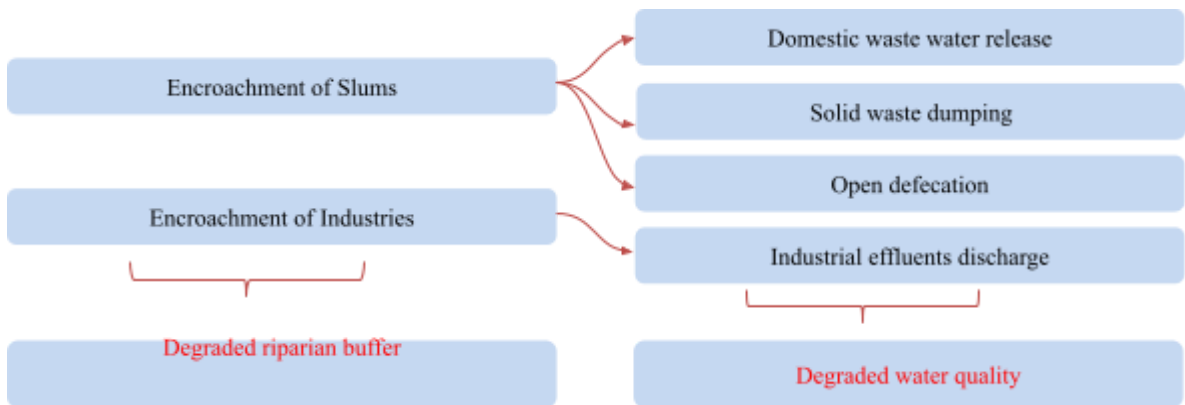 Domestic waste water release
Encroachment of Slums
Solid waste dumping
Open defecation
Encroachment of Industries
Industrial effluents discharge
Degraded riparian buffer
Degraded water quality